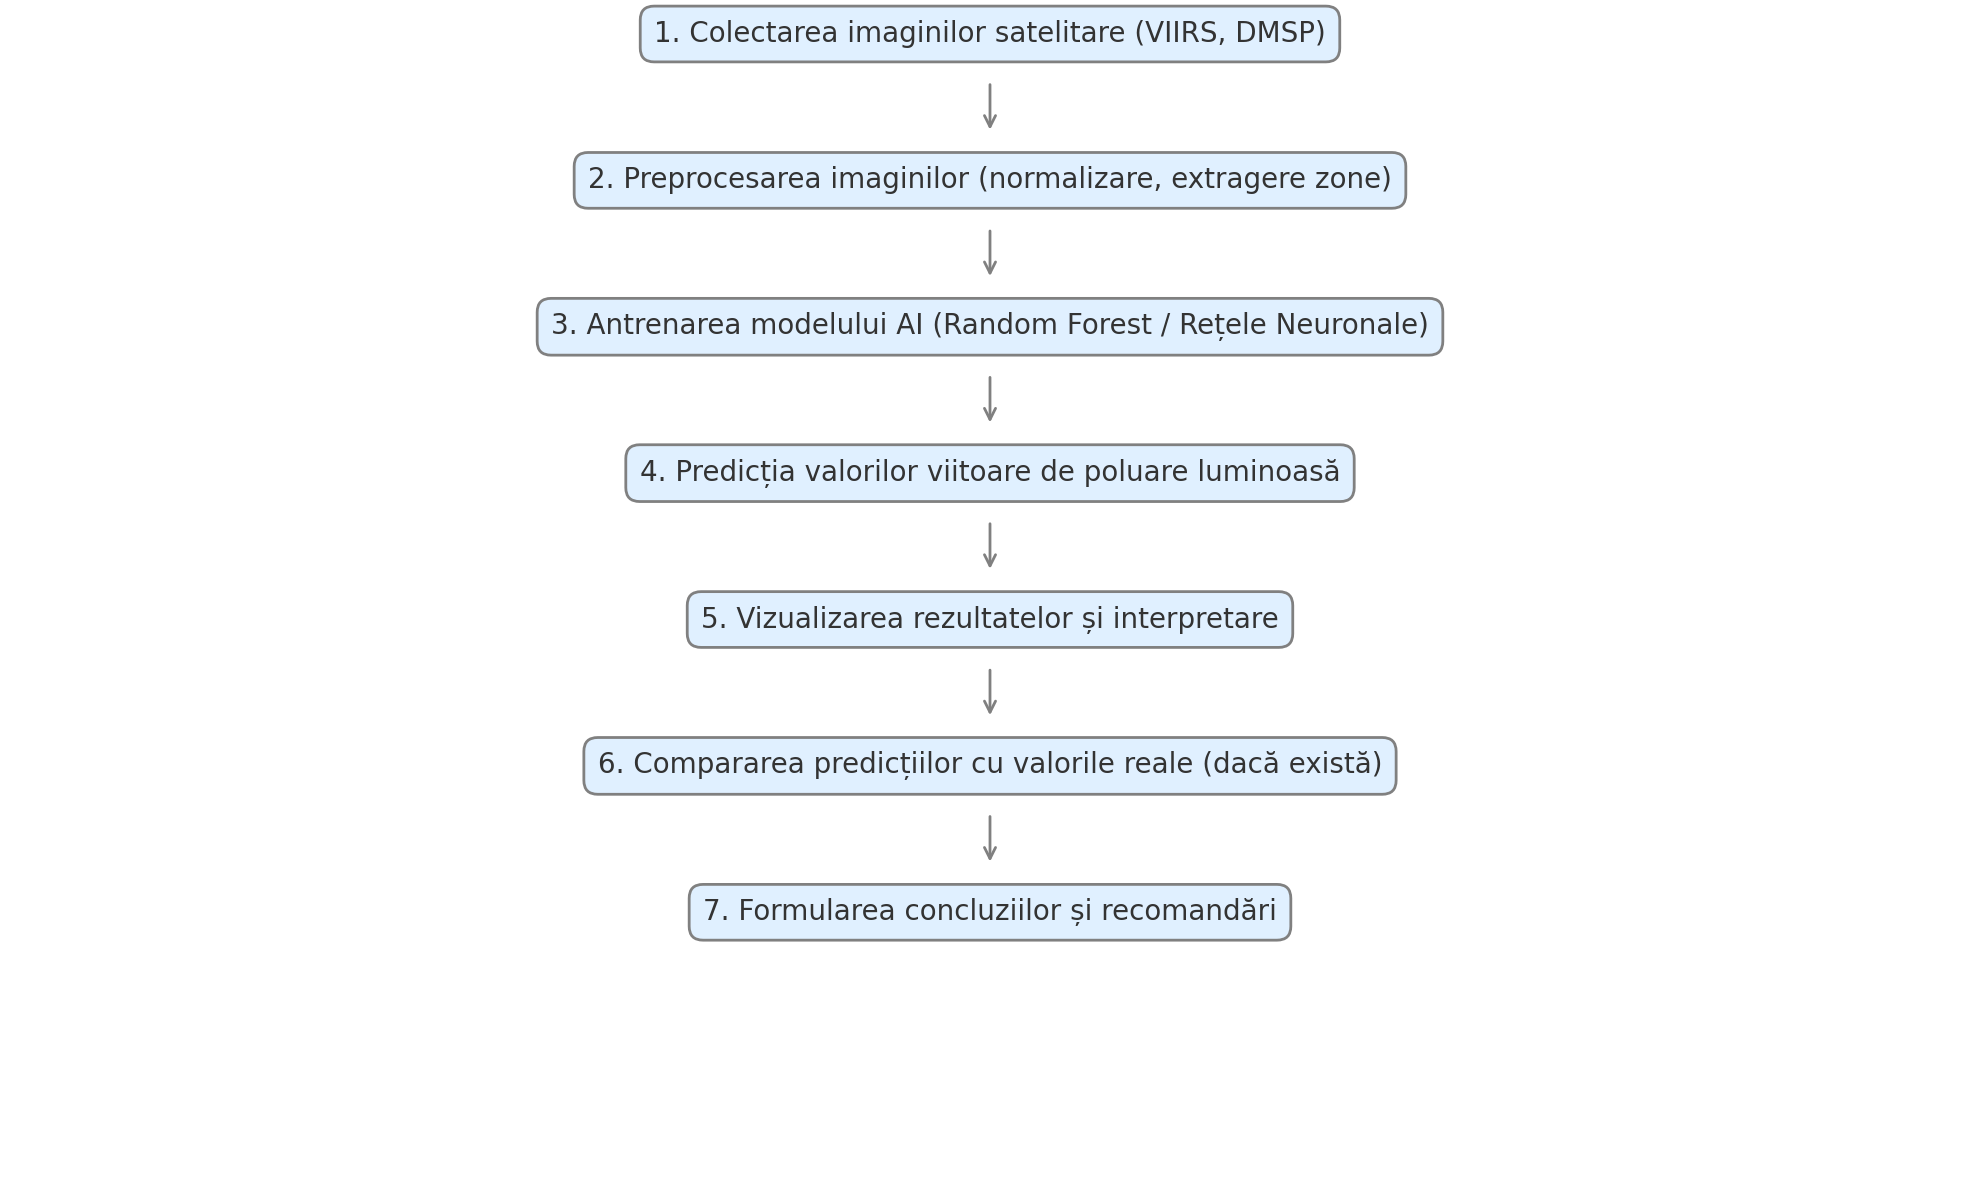 1. Colectarea imaginilor satelitare (VIIRS, DMSP)
2. Preprocesarea imaginilor (normalizare, extragere zone)
3. Antrenarea modelului AI (Random Forest / Rețele Neuronale)
4. Predicția valorilor viitoare de poluare luminoasă
5. Vizualizarea rezultatelor și interpretare
6. Compararea predicțiilor cu valorile reale (dacă există)
7. Formularea concluziilor și recomandări